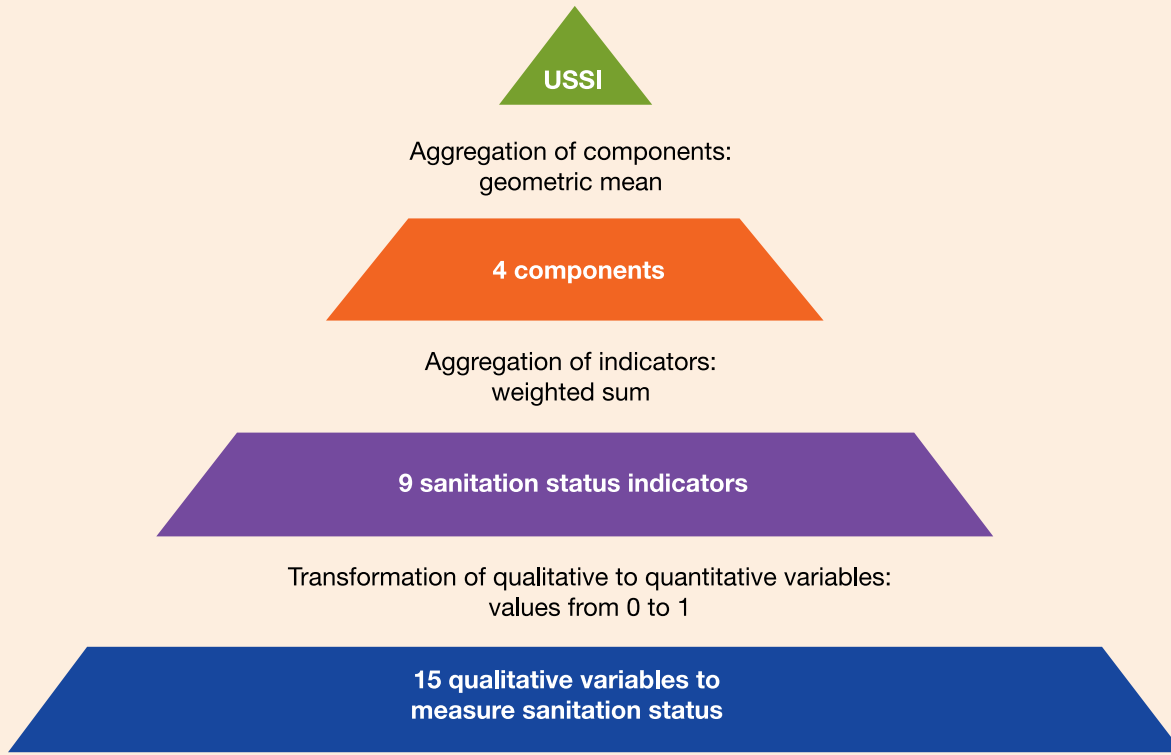 USSI
Aggregation of components:
geometric mean
4 components
Aggregation of indicators:
weighted sum
9 sanitation status indicators
Transformation of qualitative to quantitative variables:
values from 0 to 1
15 qualitative variables to
measure sanitation status